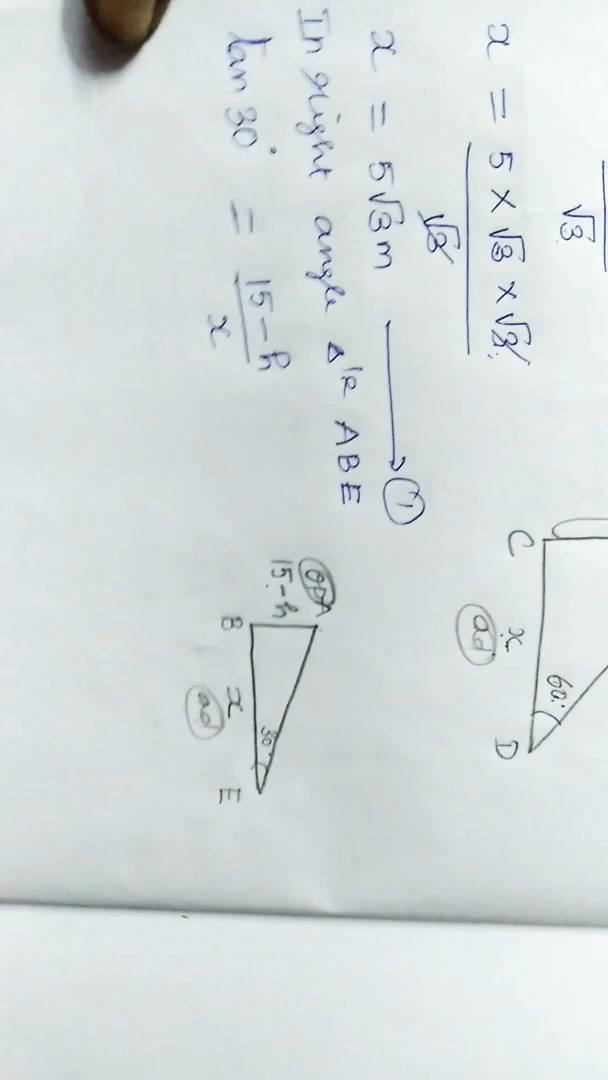 √3
x = 5 × √3 × √3
√3
x = 5√3 m ⟶ ①
In right angle Δle ABE
tan 30° = 15-h
x
C
x
ad
60°
D
A
15-h
B
x
ad
30°
E